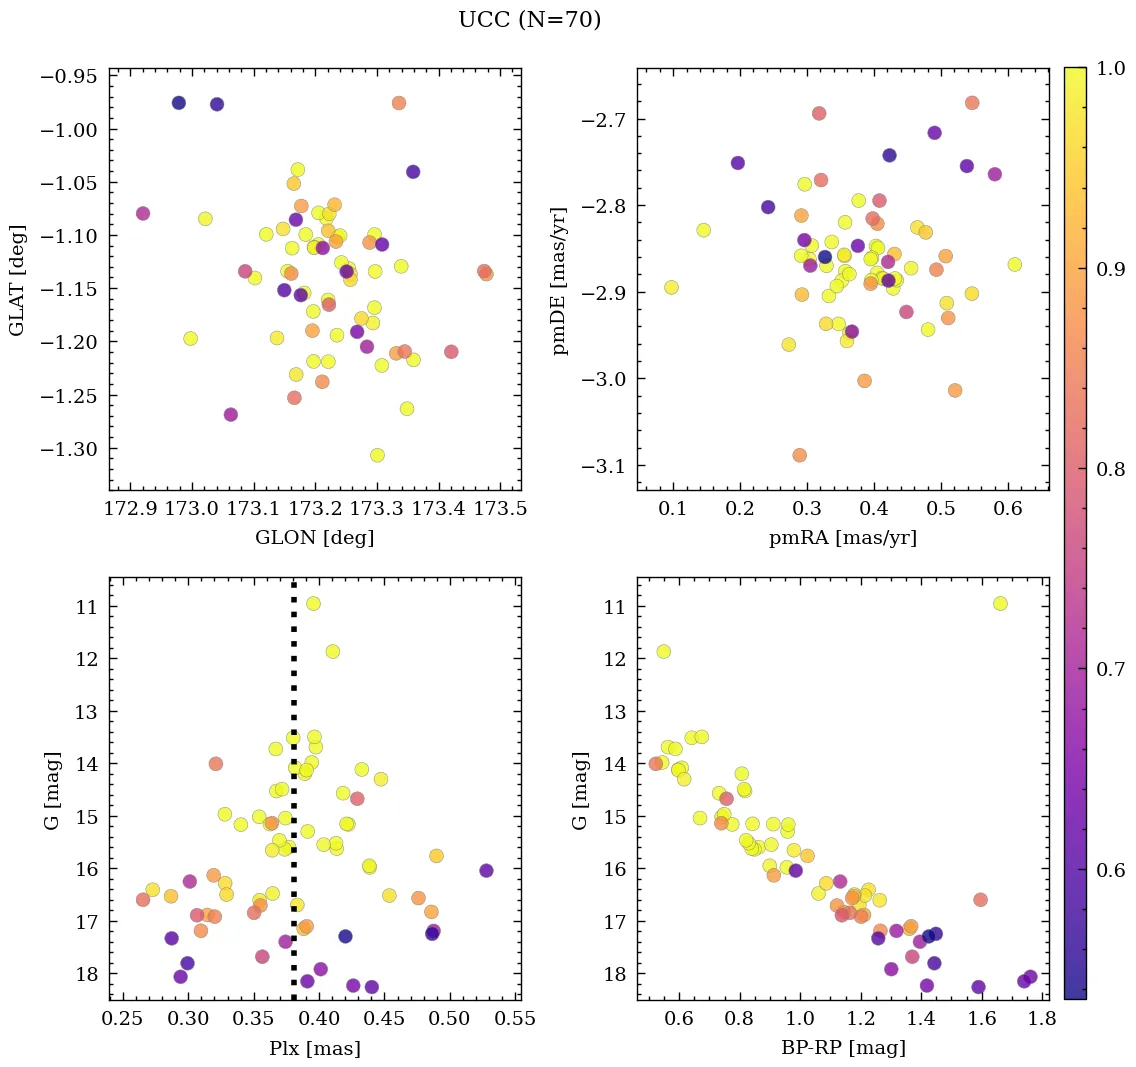 UCC (N=70)
−0.95
−1.00
−1.05
−1.10
−1.15
−1.20
−1.25
−1.30
GLAT [deg]
172.9 173.0 173.1 173.2 173.3 173.4 173.5
GLON [deg]
−2.7
−2.8
−2.9
−3.0
−3.1
pmDE [mas/yr]
0.1 0.2 0.3 0.4 0.5 0.6
pmRA [mas/yr]
11
12
13
14
15
16
17
18
G [mag]
0.25 0.30 0.35 0.40 0.45 0.50 0.55
Plx [mas]
11
12
13
14
15
16
17
18
G [mag]
0.6 0.8 1.0 1.2 1.4 1.6 1.8
BP-RP [mag]
1.0
0.9
0.8
0.7
0.6